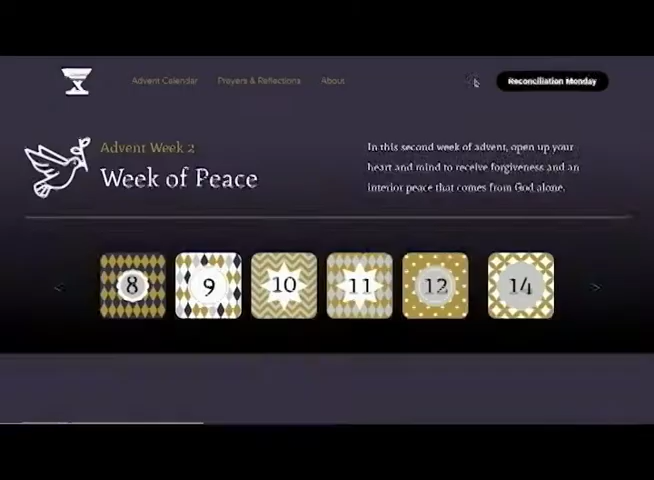 Advent Calendar Prayers & Reflections About Reconciliation Monday
Advent Week 2
Week of Peace
In this second week of advent, open up your
heart and mind to receive forgiveness and an
interior peace that comes from God alone.
< 8 9 10 11 12 14 >